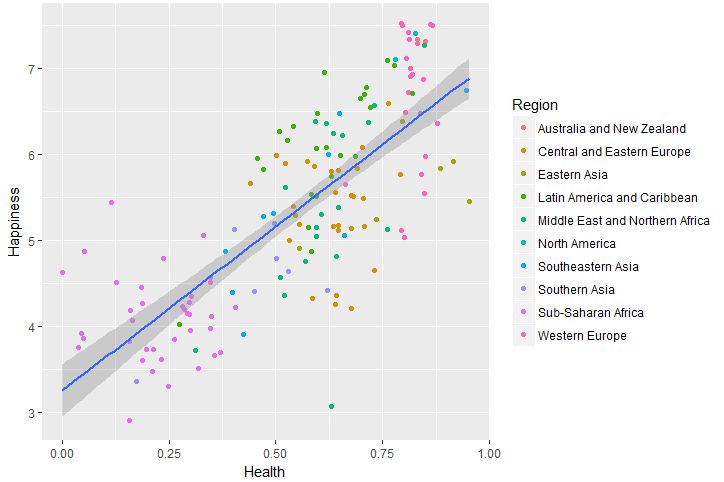 Happiness
7
6
5
4
3
0.00
0.25
0.50
0.75
1.00
Health
Region
Australia and New Zealand
Central and Eastern Europe
Eastern Asia
Latin America and Caribbean
Middle East and Northern Africa
North America
Southeastern Asia
Southern Asia
Sub-Saharan Africa
Western Europe